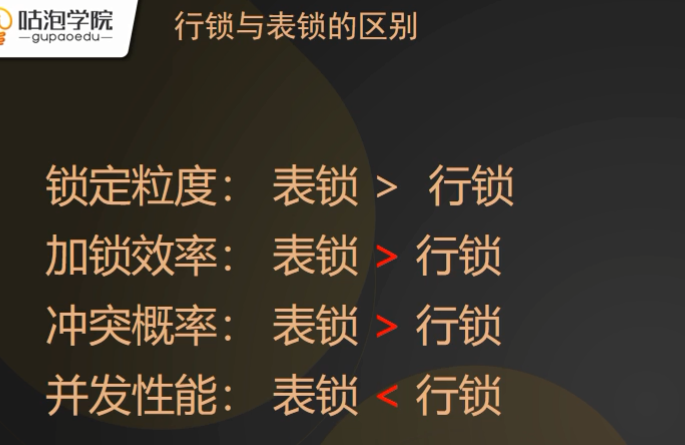 咕泡学院
—gupaoedu—
行锁与表锁的区别
锁定粒度: 表锁 > 行锁
加锁效率: 表锁 > 行锁
冲突概率: 表锁 > 行锁
并发性能: 表锁 < 行锁